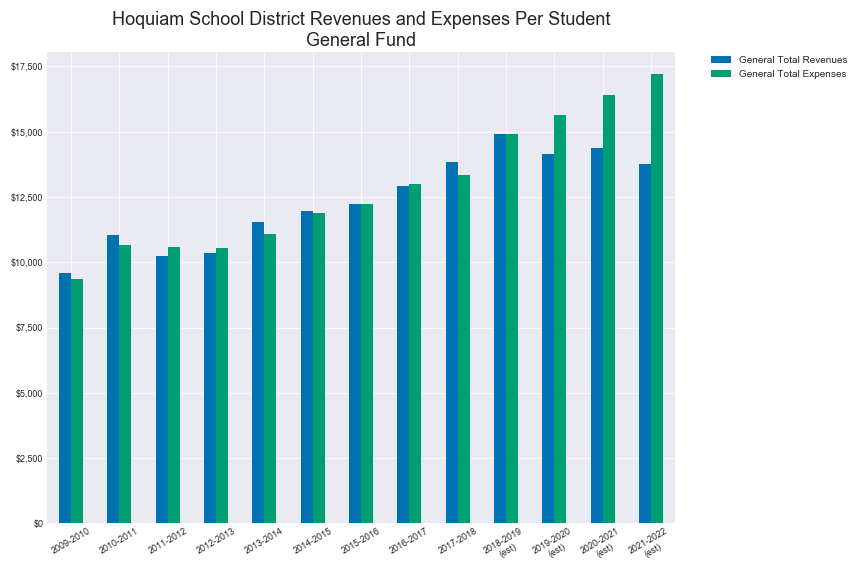 Hoquiam School District Revenues and Expenses Per Student
General Fund
General Total Revenues
General Total Expenses
$17,500
$15,000
$12,500
$10,000
$7,500
$5,000
$2,500
$0
2009-2010
2010-2011
2011-2012
2012-2013
2013-2014
2014-2015
2015-2016
2016-2017
2017-2018
2018-2019
(est)
2019-2020
(est)
2020-2021
(est)
2021-2022
(est)